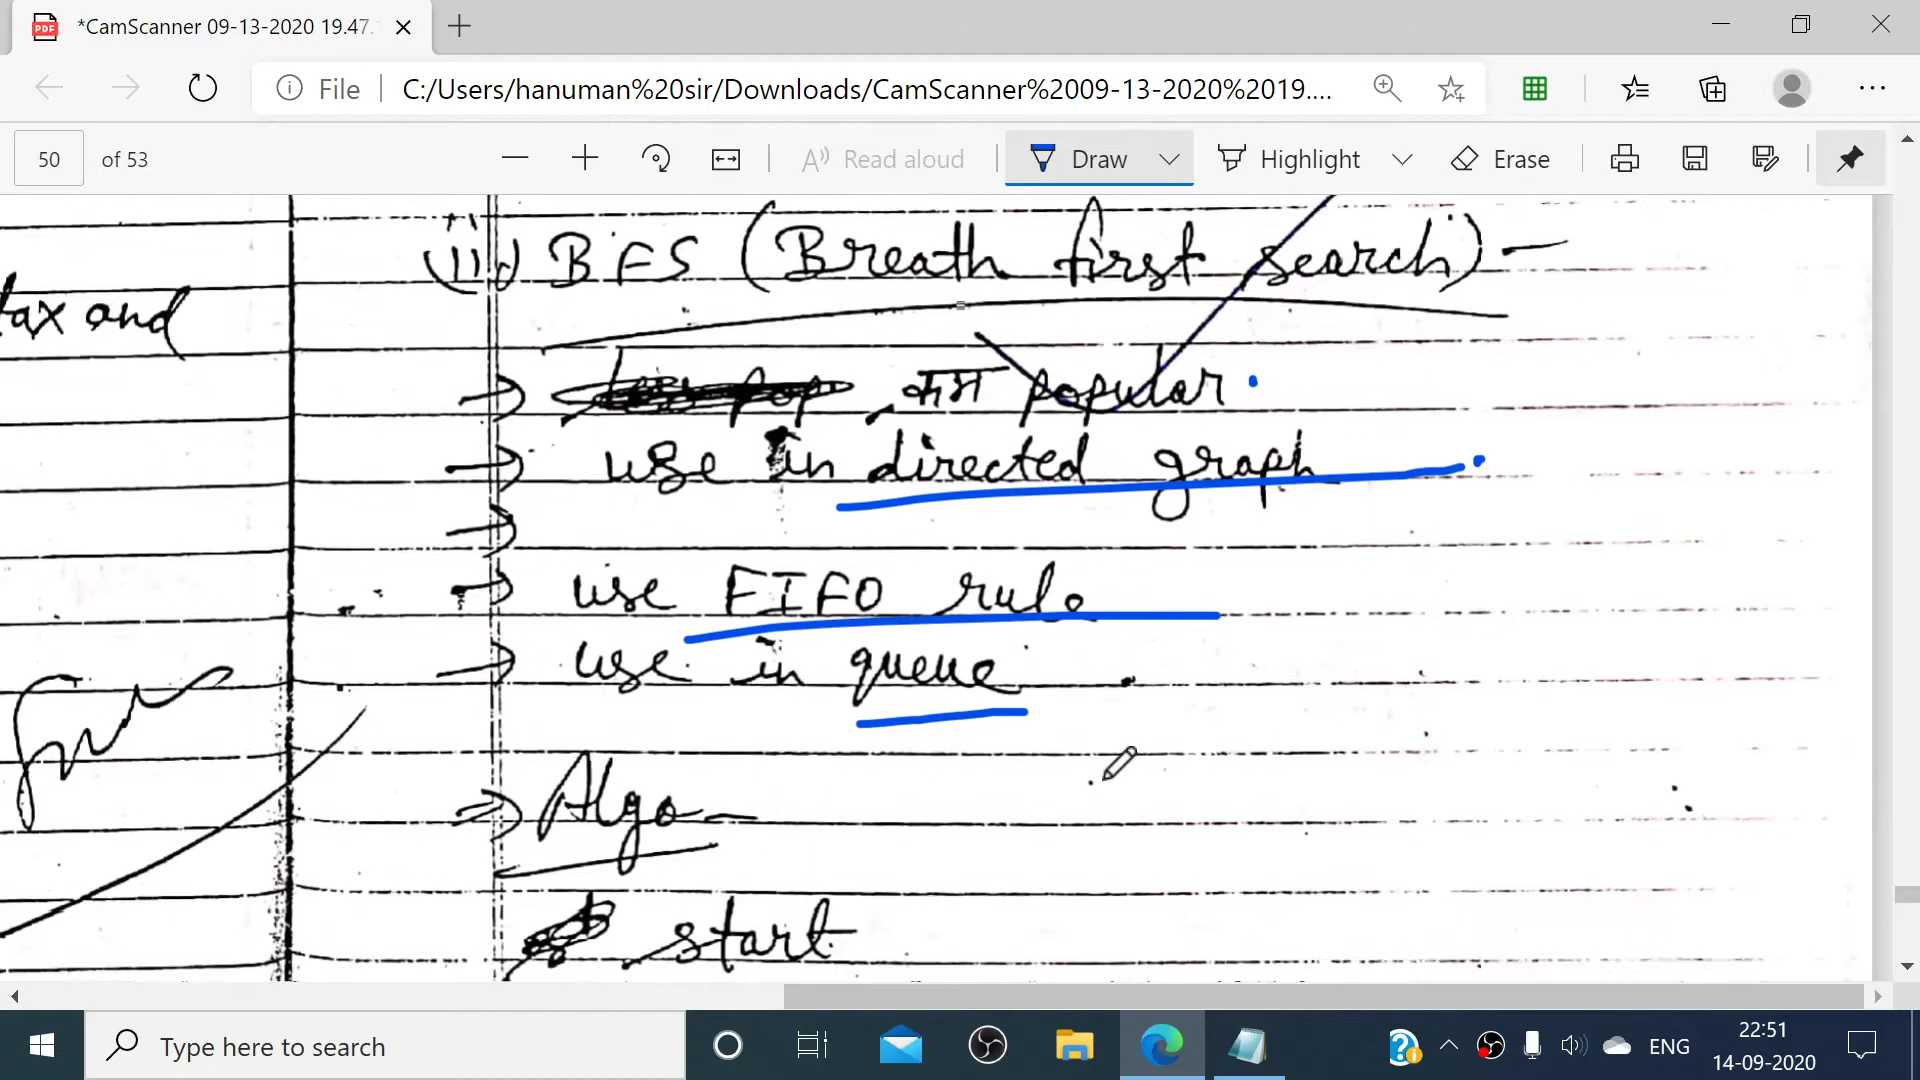 *CamScanner 09-13-2020 19.47.
File
C:/Users/hanuman%20sir/Downloads/CamScanner%2009-13-2020%2019....
50 of 53
Read aloud
Draw
Highlight
Erase
(ii) BFS (Breath first search) -
tax and
→ कम popular
→ use in directed graph
→
→ use FIFO rule
→ use in queue
⇒ Algo -
start
Type here to search
ENG
22:51
14-09-2020